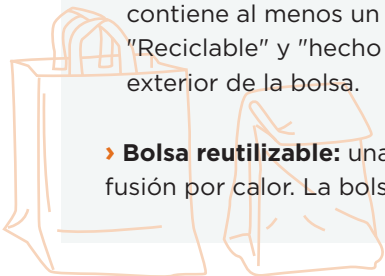 contiene al menos un
"Reciclable" y "hecho
exterior de la bolsa.
› Bolsa reutilizable: una
fusión por calor. La bols